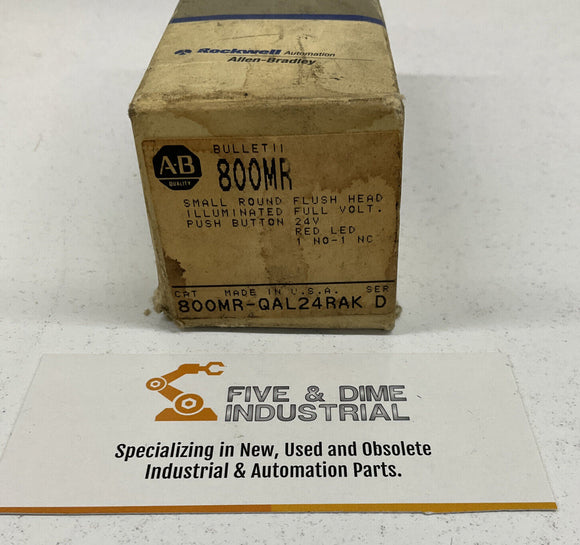 Rockwell Automation
Allen-Bradley
A-B
QUALITY
BULLETII
800MR
SMALL ROUND FLUSH HEAD
ILLUMINATED FULL VOLT.
PUSH BUTTON 24V
RED LED
1 NO-1 NC
CAT MADE IN U.S.A. SER
800MR-QAL24RAK D
FIVE & DIME
INDUSTRIAL
Specializing in New, Used and Obsolete
Industrial & Automation Parts.